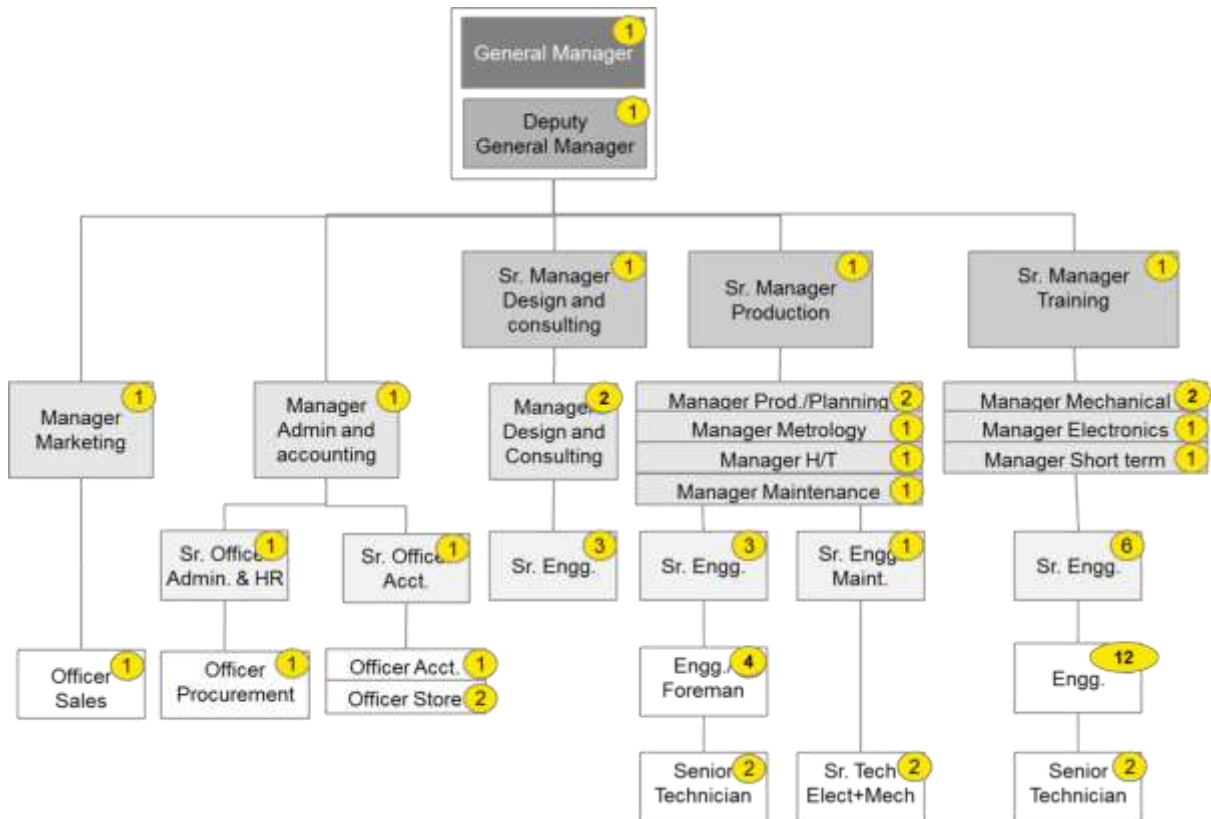 1
General Manager
1
Deputy
General Manager
1
Sr. Manager
Design and
consulting
1
Sr. Manager
Production
1
Sr. Manager
Training
1
Manager
Marketing
1
Manager
Admin and
accounting
2
Manager
Design and
Consulting
Manager Prod./Planning 2
Manager Metrology 1
Manager H/T 1
Manager Maintenance 1
Manager Mechanical 2
Manager Electronics 1
Manager Short term 1
1
Sr. Office
Admin. & HR
1
Sr. Office
Acct.
3
Sr. Engg.
3
Sr. Engg.
1
Sr. Engg
Maint.
6
Sr. Engg.
1
Officer
Sales
1
Officer
Procurement
Officer Acct. 1
Officer Store 2
4
Engg./
Foreman
12
Engg.
2
Senior
Technician
2
Sr. Tech
Elect+Mech
2
Senior
Technician